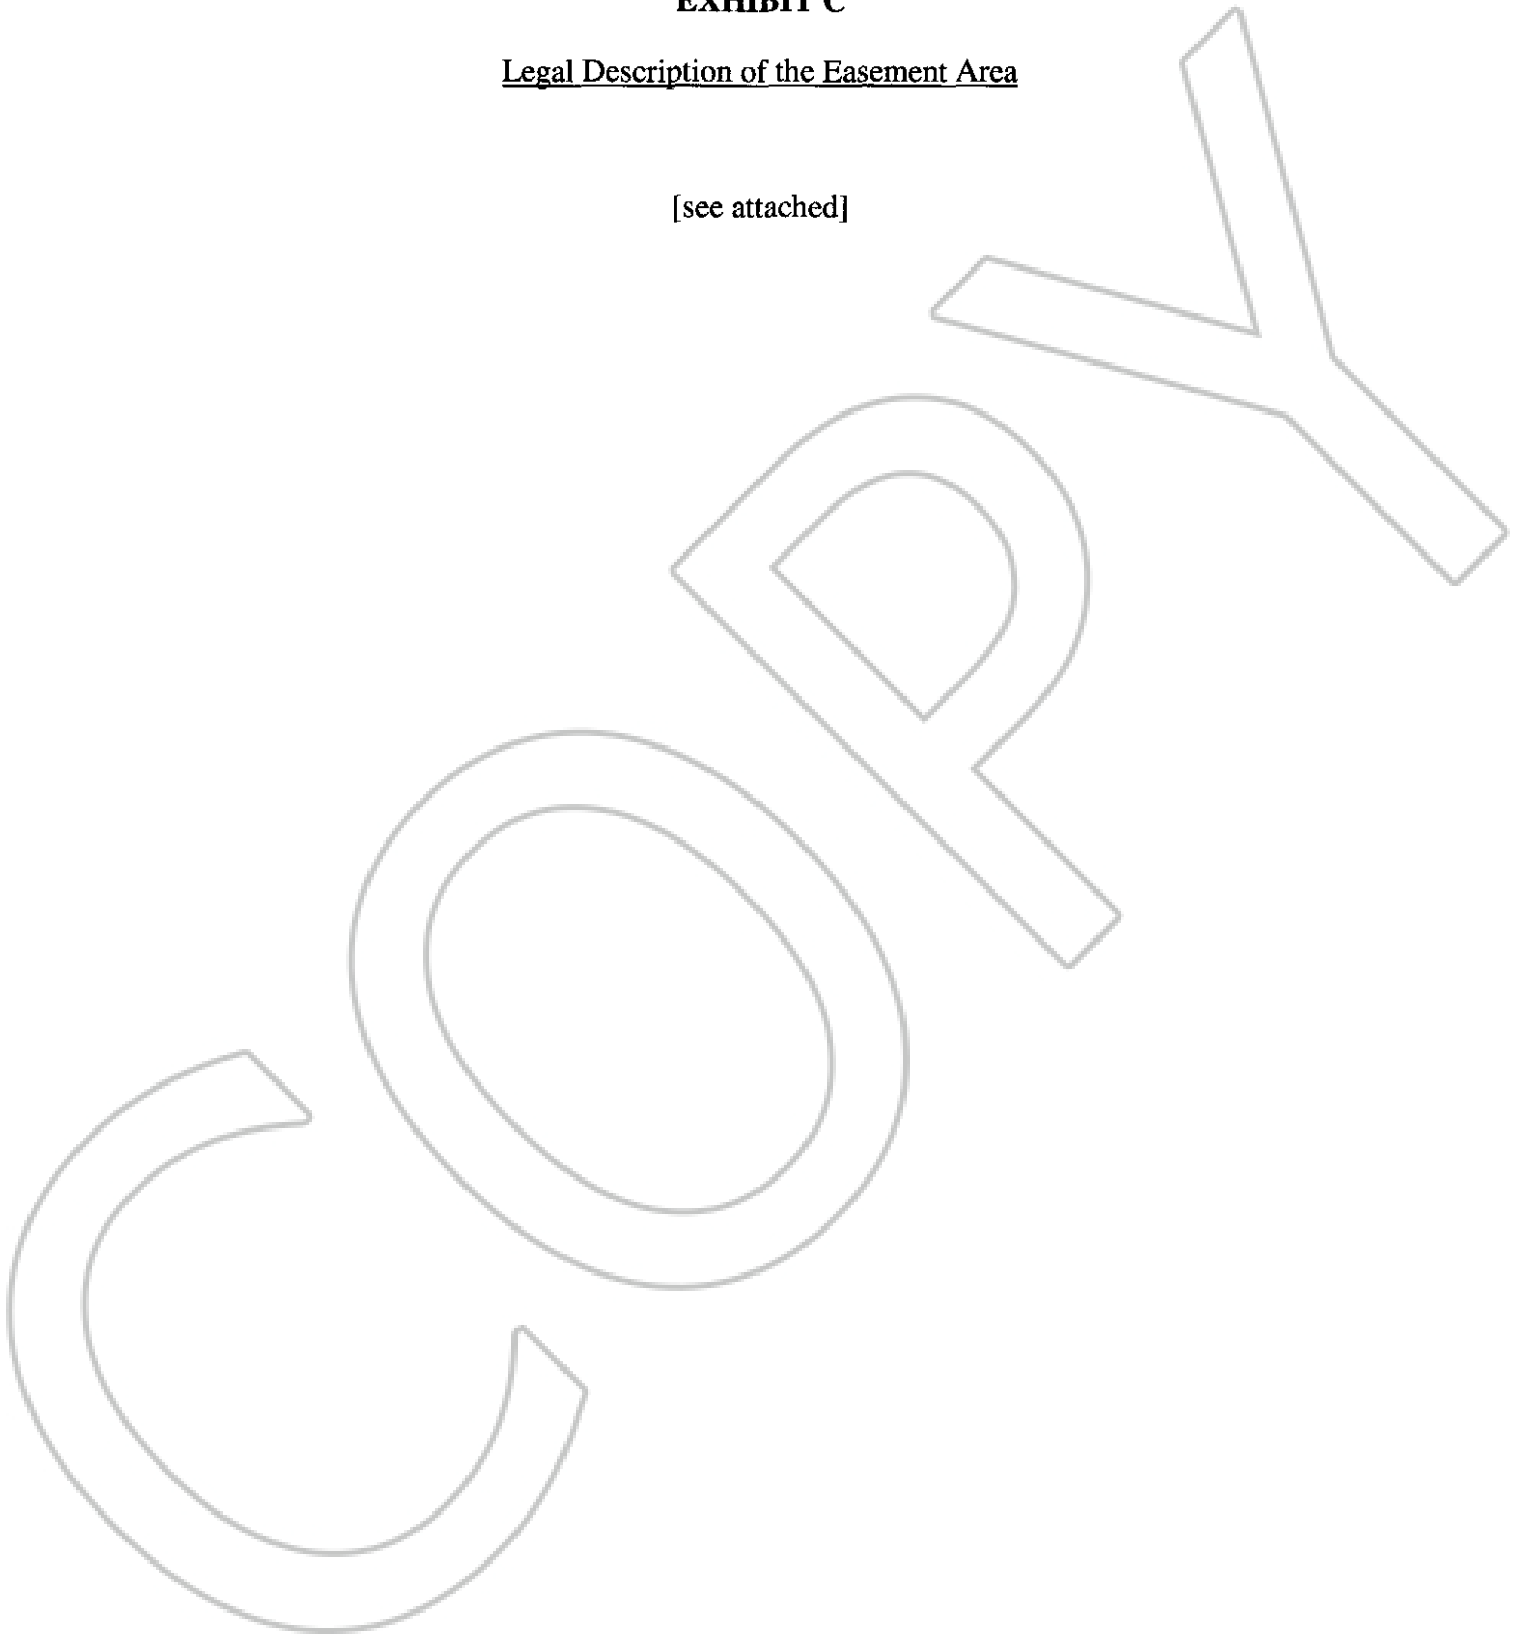 EXHIBIT C
Legal Description of the Easement Area
[see attached]
COPY